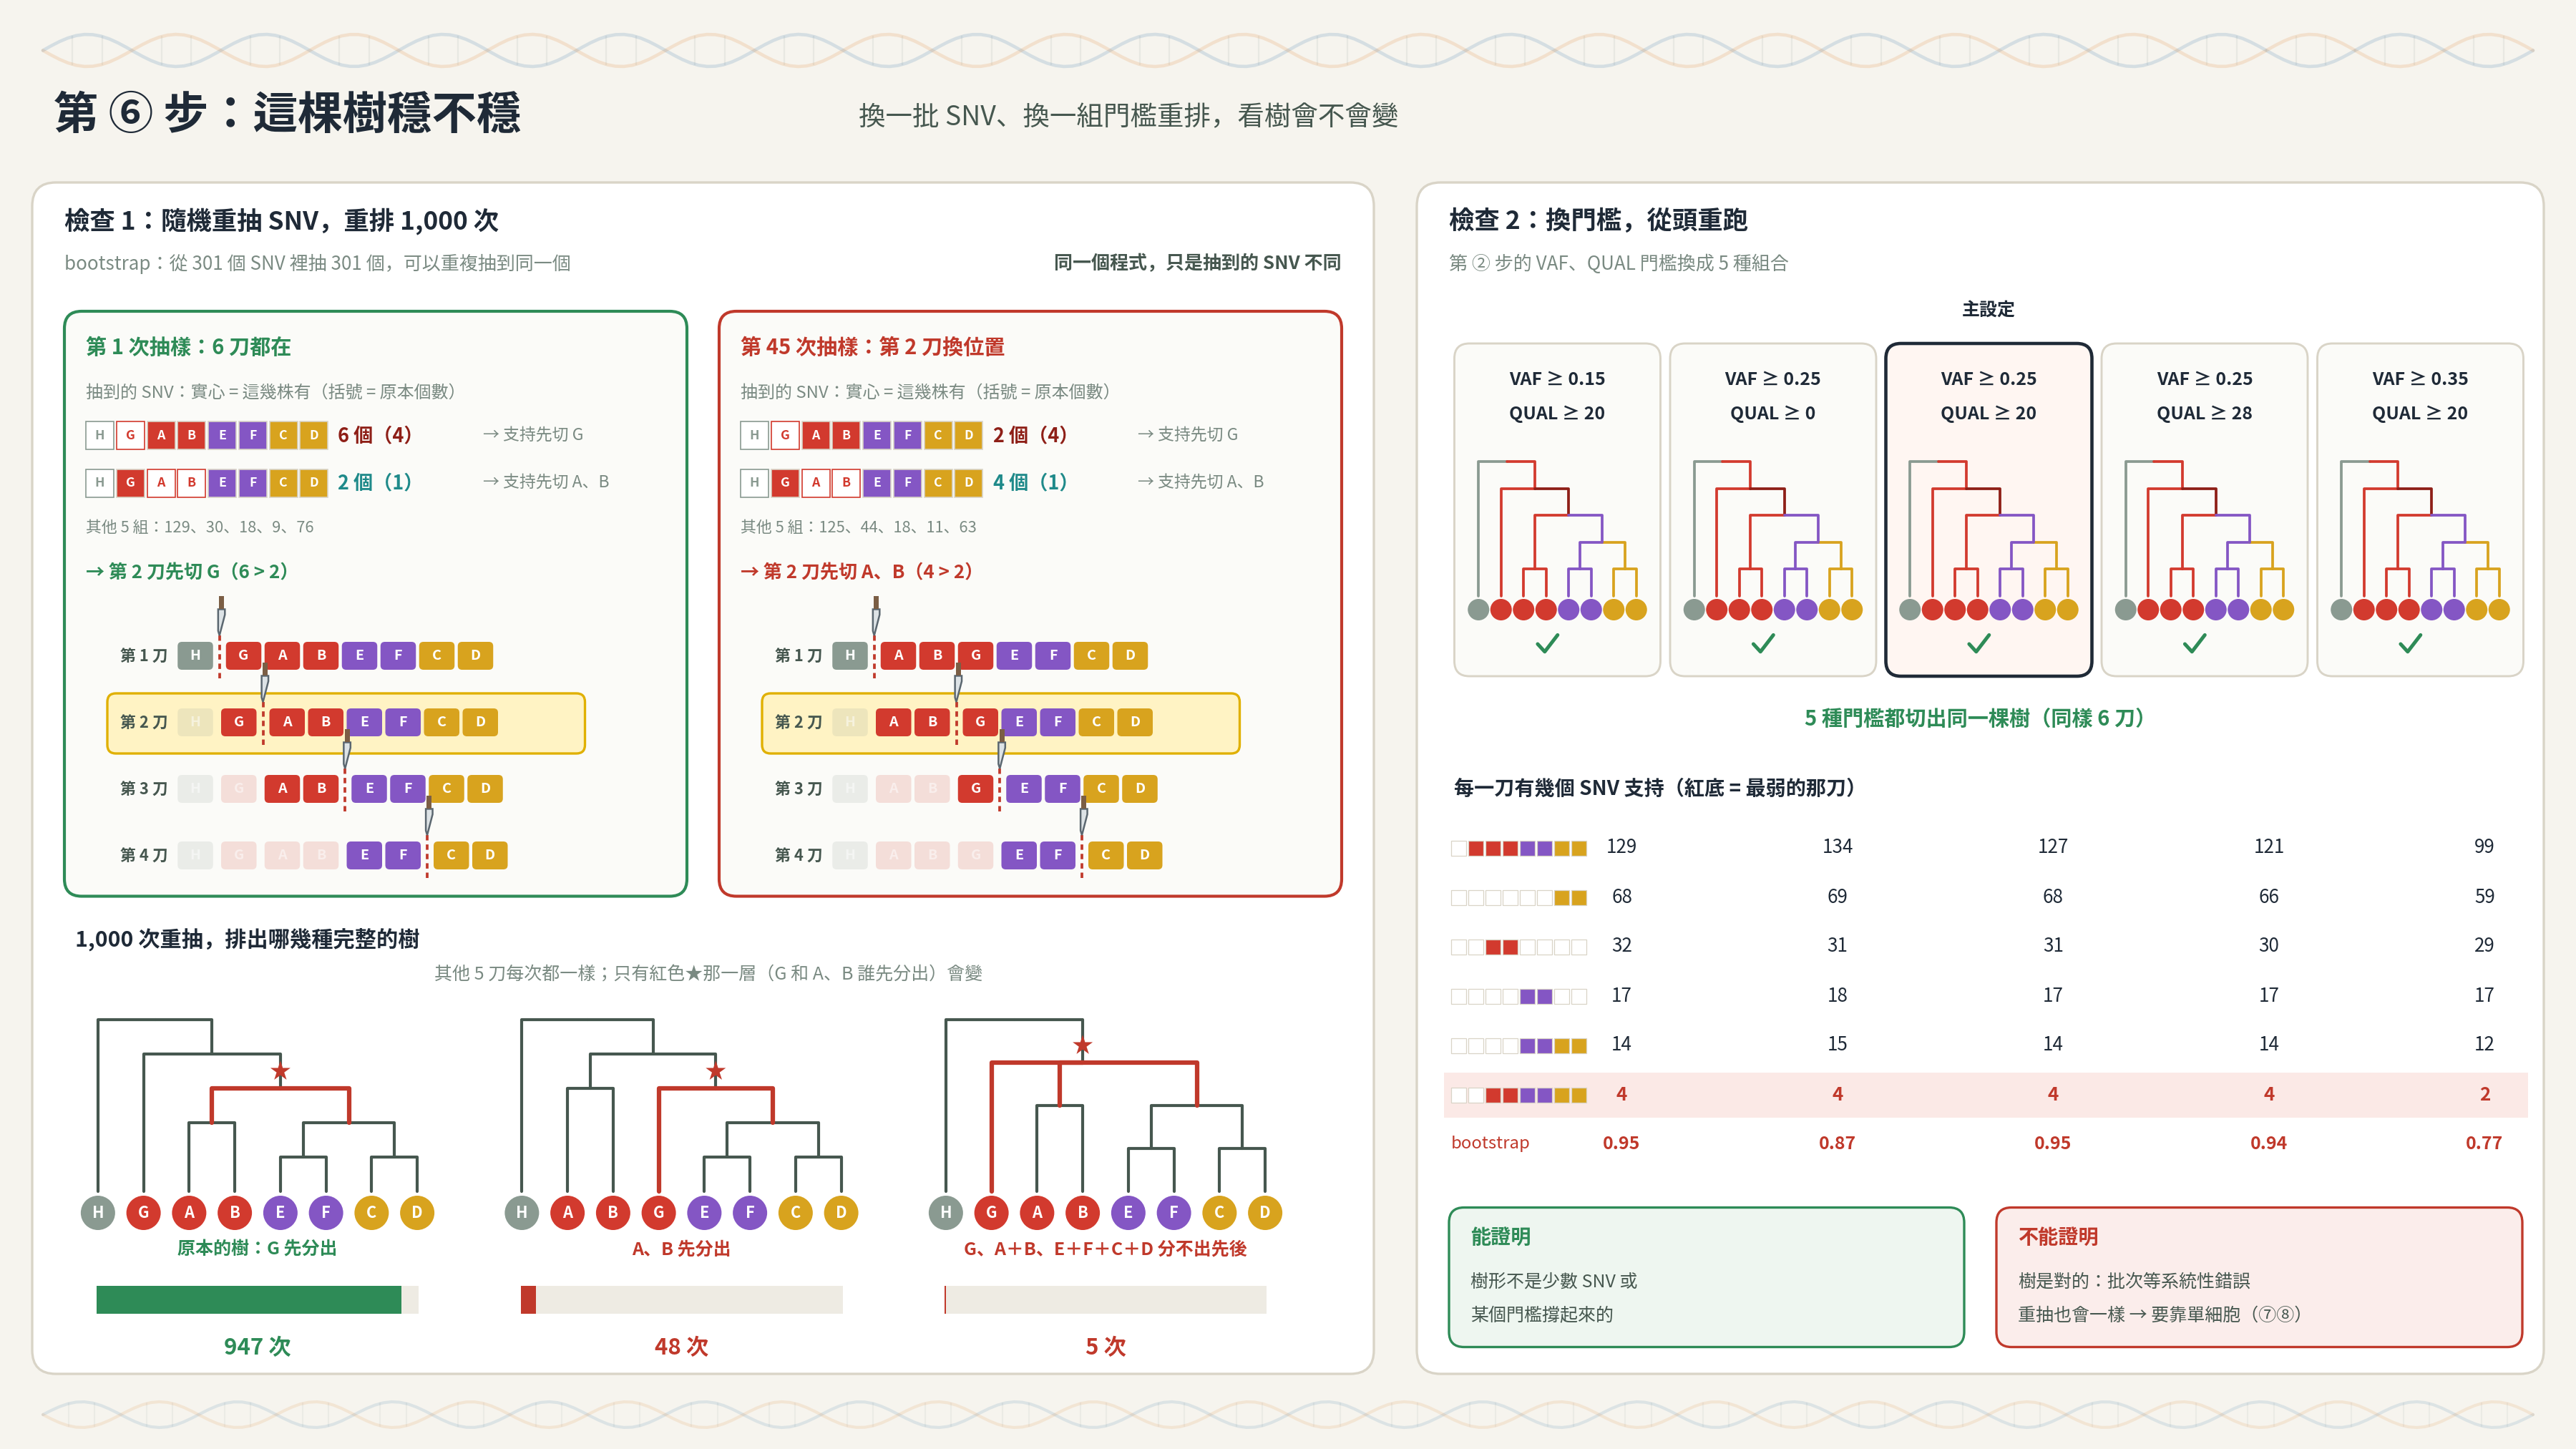 第 ⑥ 步：這棵樹穩不穩
換一批 SNV、換一組門檻重排，看樹會不會變
檢查 1：隨機重抽 SNV，重排 1,000 次
bootstrap：從 301 個 SNV 裡抽 301 個，可以重複抽到同一個
同一個程式，只是抽到的 SNV 不同
第 1 次抽樣：6 刀都在
抽到的 SNV：實心 = 這幾株有（括號 = 原本個數）
H G A B E F C D 6 個（4） → 支持先切 G
H G A B E F C D 2 個（1） → 支持先切 A、B
其他 5 組：129、30、18、9、76
→ 第 2 刀先切 G（6 > 2）
第 1 刀 H G A B E F C D
第 2 刀 H G A B E F C D
第 3 刀 H G A B E F C D
第 4 刀 H G A B E F C D
第 45 次抽樣：第 2 刀換位置
抽到的 SNV：實心 = 這幾株有（括號 = 原本個數）
H G A B E F C D 2 個（4） → 支持先切 G
H G A B E F C D 4 個（1） → 支持先切 A、B
其他 5 組：125、44、18、11、63
→ 第 2 刀先切 A、B（4 > 2）
第 1 刀 H A B G E F C D
第 2 刀 H A B G E F C D
第 3 刀 H A B G E F C D
第 4 刀 H A B G E F C D
1,000 次重抽，排出哪幾種完整的樹
其他 5 刀每次都一樣；只有紅色★那一層（G 和 A、B 誰先分出）會變
H G A B E F C D
原本的樹：G 先分出
947 次
H A B G E F C D
A、B 先分出
48 次
H G A B E F C D
G、A＋B、E＋F＋C＋D 分不出先後
5 次
檢查 2：換門檻，從頭重跑
第 ② 步的 VAF、QUAL 門檻換成 5 種組合
主設定
VAF ≥ 0.15
QUAL ≥ 20
VAF ≥ 0.25
QUAL ≥ 0
VAF ≥ 0.25
QUAL ≥ 20
VAF ≥ 0.25
QUAL ≥ 28
VAF ≥ 0.35
QUAL ≥ 20
5 種門檻都切出同一棵樹（同樣 6 刀）
每一刀有幾個 SNV 支持（紅底 = 最弱的那刀）
129 134 127 121 99
68 69 68 66 59
32 31 31 30 29
17 18 17 17 17
14 15 14 14 12
4 4 4 4 2
bootstrap 0.95 0.87 0.95 0.94 0.77
能證明
樹形不是少數 SNV 或
某個門檻撐起來的
不能證明
樹是對的：批次等系統性錯誤
重抽也會一樣 → 要靠單細胞（⑦⑧）